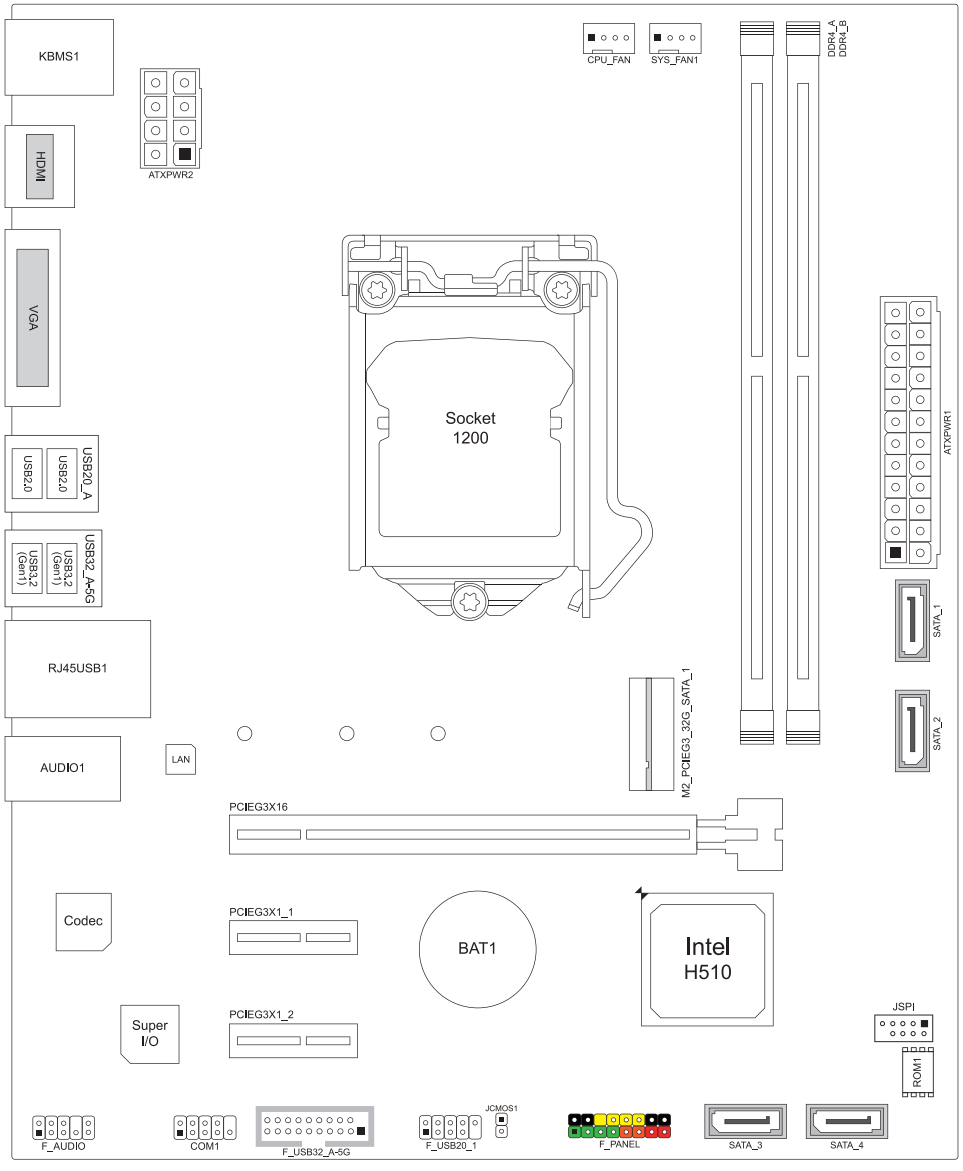 KBMS1
CPU_FAN
SYS_FAN1
DDR4_A
DDR4_B
HDMI
ATXPWR2
VGA
Socket
1200
ATXPWR1
USB20_A
USB2.0
USB2.0
USB32_A-5G
USB3.2
(Gen1)
USB3.2
(Gen1)
SATA_1
RJ45USB1
M2_PCIEG3_32G_SATA_1
SATA_2
AUDIO1
LAN
PCIEG3X16
Codec
PCIEG3X1_1
BAT1
Intel
H510
PCIEG3X1_2
Super
I/O
JSPI
ROM1
JCMOS1
F_AUDIO
COM1
F_USB32_A-5G
F_USB20_1
F_PANEL
SATA_3
SATA_4